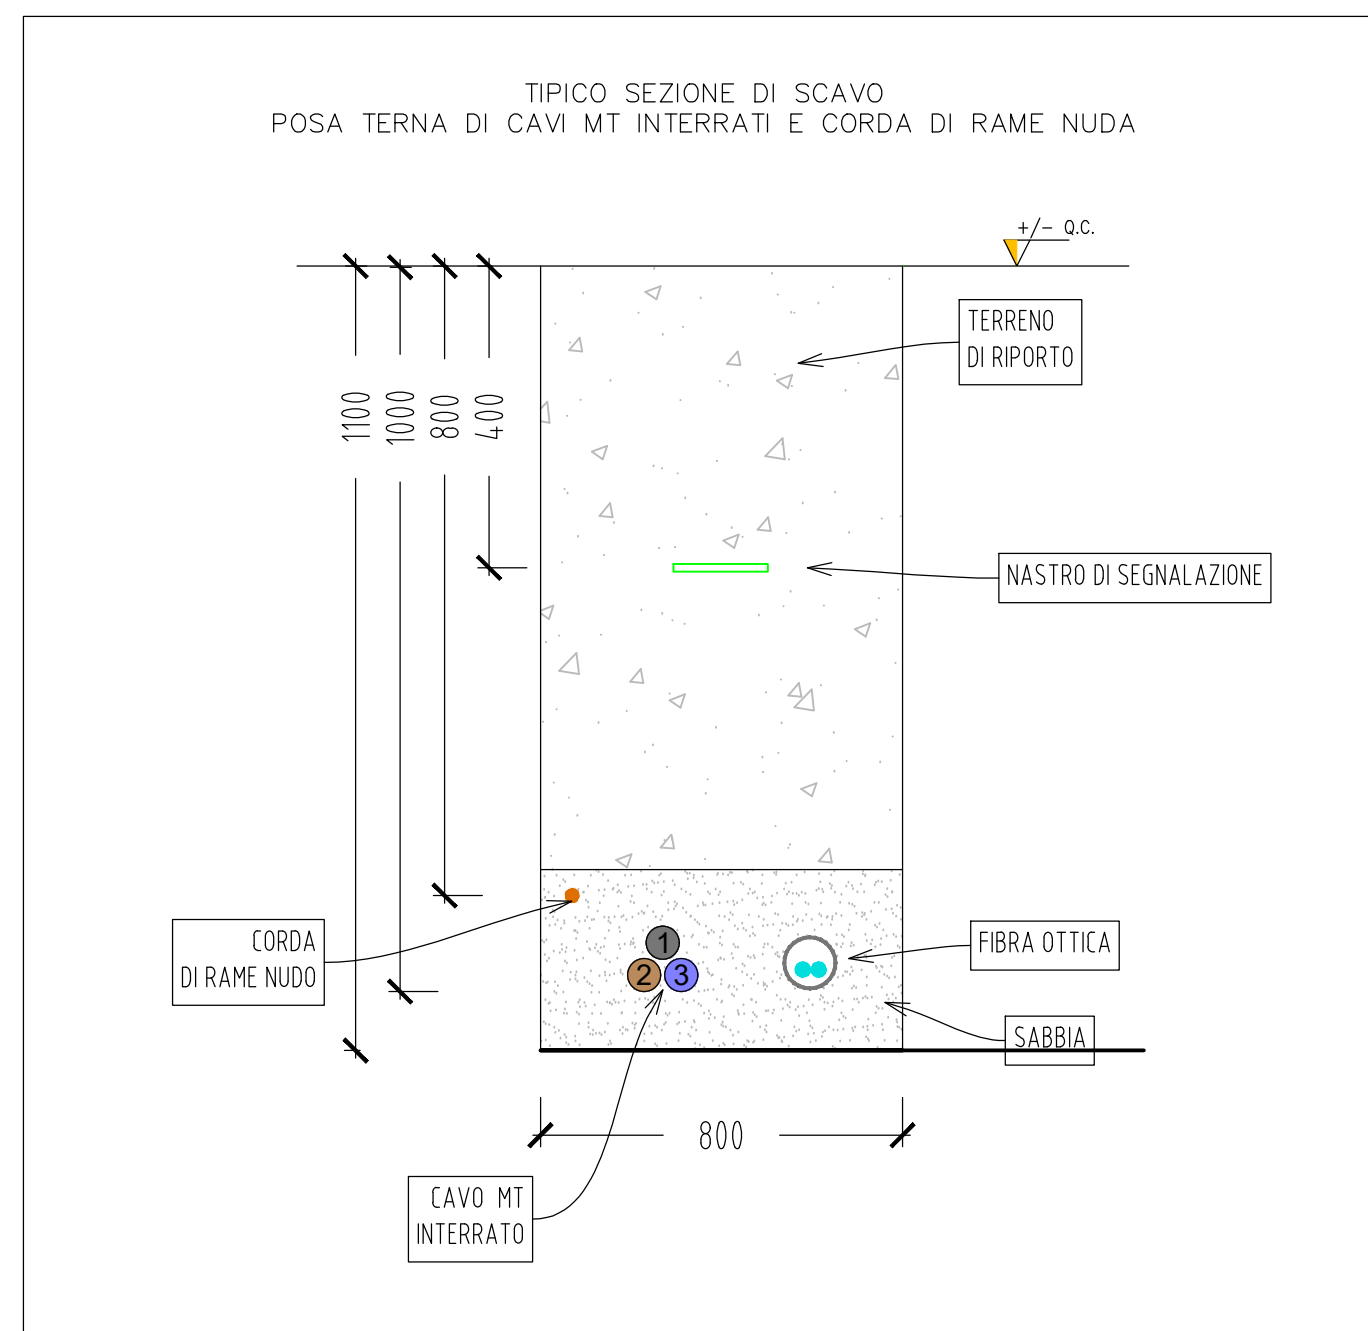 TIPICO SEZIONE DI SCAVO
POSA TERNA DI CAVI MT INTERRATI E CORDA DI RAME NUDA
+/- Q.C.
TERRENO
DI RIPORTO
1100
1000
800
400
NASTRO DI SEGNALAZIONE
CORDA
DI RAME NUDO
1
2
3
FIBRA OTTICA
SABBIA
800
CAVO MT
INTERRATO